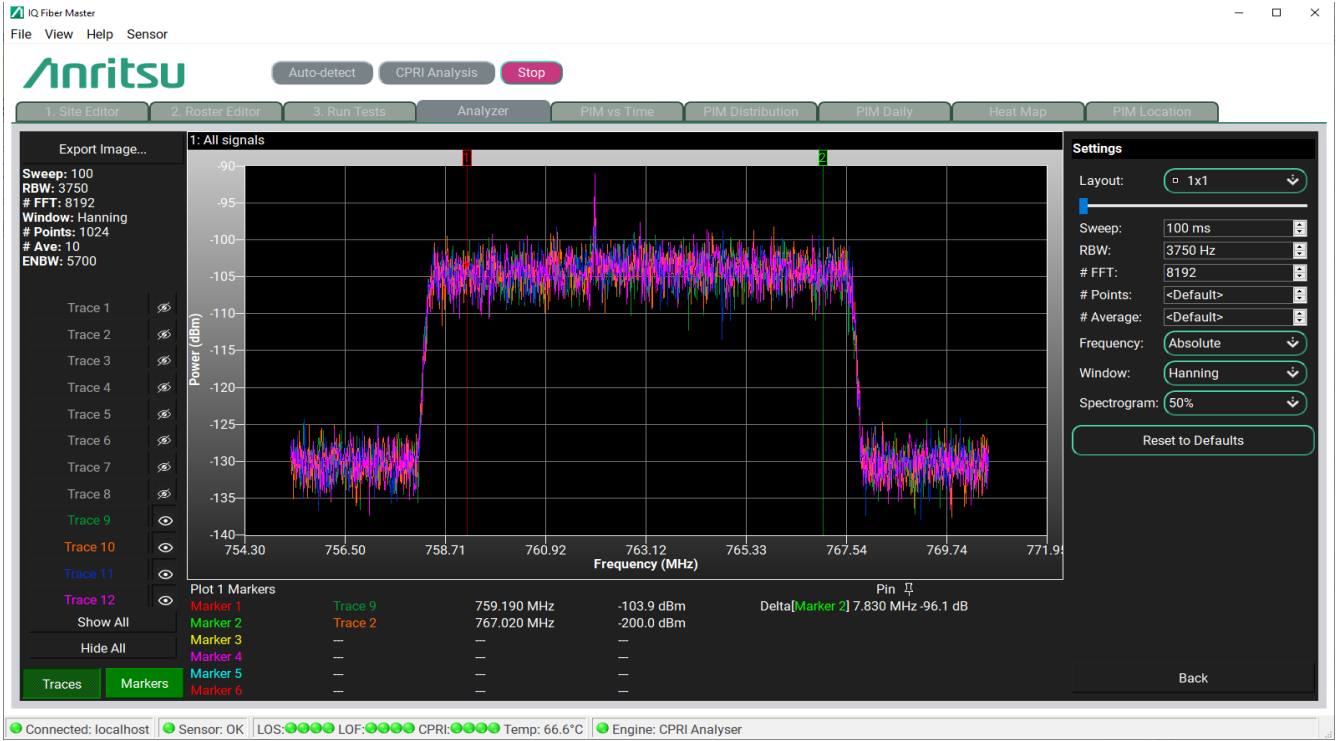 IQ Fiber Master
File View Help Sensor
Anritsu
Auto-detect CPRI Analysis Stop
1. Site Editor 2. Roster Editor 3. Run Tests Analyzer PIM vs Time PIM Distribution PIM Daily Heat Map PIM Location
Export Image...
Sweep: 100
RBW: 3750
# FFT: 8192
Window: Hanning
# Points: 1024
# Ave: 10
ENBW: 5700
Trace 1
Trace 2
Trace 3
Trace 4
Trace 5
Trace 6
Trace 7
Trace 8
Trace 9
Trace 10
Trace 11
Trace 12
Show All
Hide All
Traces Markers
1: All signals
1 2
-90
-95
-100
-105
-110
-115
-120
-125
-130
-135
-140
Power (dBm)
754.30 756.50 758.71 760.92 763.12 765.33 767.54 769.74 771.95
Frequency (MHz)
Plot 1 Markers Pin
Marker 1 Trace 9 759.190 MHz -103.9 dBm Delta[Marker 2] 7.830 MHz -96.1 dB
Marker 2 Trace 2 767.020 MHz -200.0 dBm
Marker 3 --- --- ---
Marker 4 --- --- ---
Marker 5 --- --- ---
Marker 6 --- --- ---
Settings
Layout: 1x1
Sweep: 100 ms
RBW: 3750 Hz
# FFT: 8192
# Points: <Default>
# Average: <Default>
Frequency: Absolute
Window: Hanning
Spectrogram: 50%
Reset to Defaults
Back
Connected: localhost Sensor: OK LOS: LOF: CPRI: Temp: 66.6°C Engine: CPRI Analyser